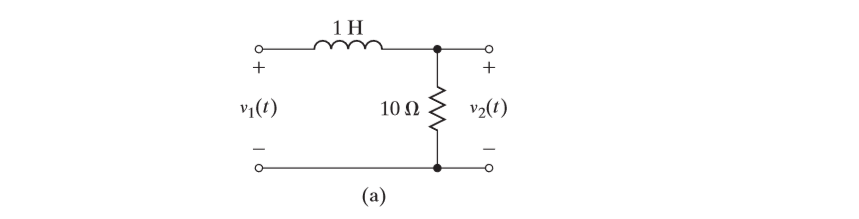 1 H
+ +
v₁(t) 10 Ω v₂(t)
− −
(a)